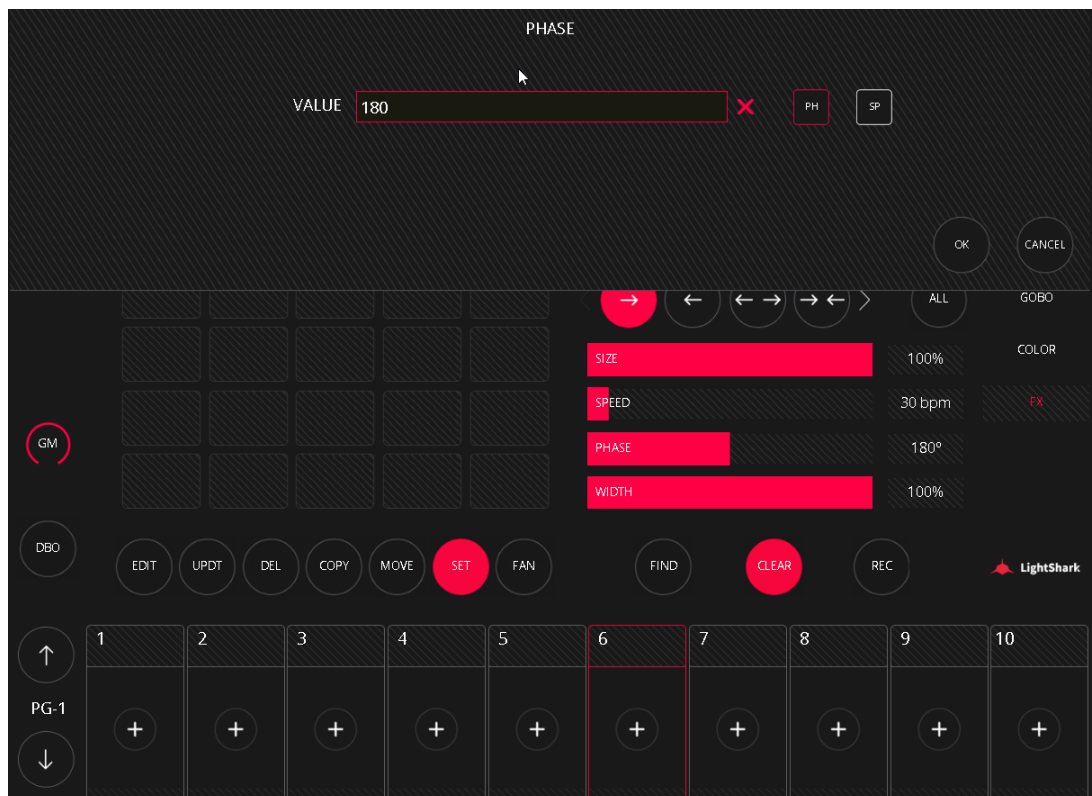 PHASE
VALUE 180 PH SP
OK CANCEL
ALL GOBO
SIZE 100% COLOR
SPEED 30 bpm FX
PHASE 180º
GM
WIDTH 100%
DBO
EDIT UPDT DEL COPY MOVE SET FAN FIND CLEAR REC LightShark
1 2 3 4 5 6 7 8 9 10
PG-1